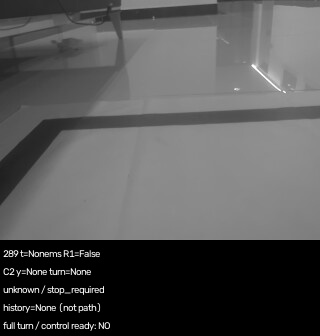 289 t=Nonems R1=False
C2 y=None turn=None
unknown / stop_required
history=None (not path)
full turn / control ready: NO